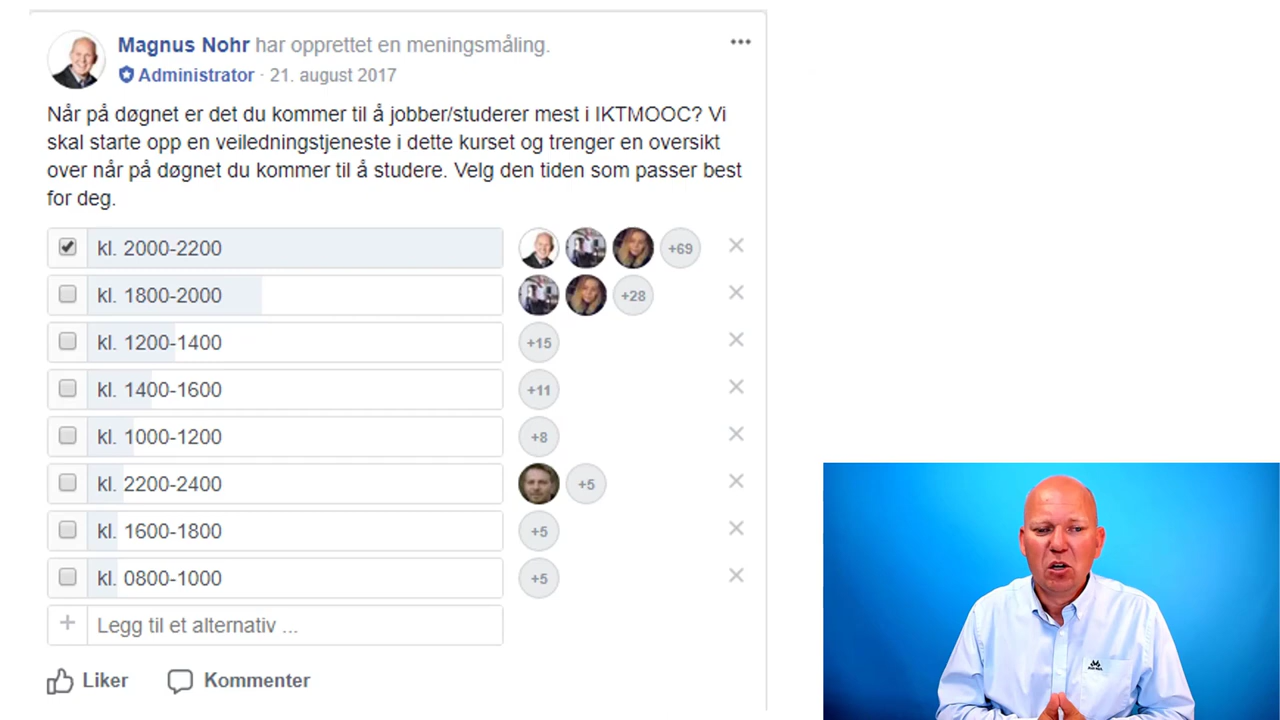 Magnus Nohr har opprettet en meningsmåling.
Administrator · 21. august 2017
Når på døgnet er det du kommer til å jobber/studerer mest i IKTMOOC? Vi
skal starte opp en veiledningstjeneste i dette kurset og trenger en oversikt
over når på døgnet du kommer til å studere. Velg den tiden som passer best
for deg.
kl. 2000-2200 +69
kl. 1800-2000 +28
kl. 1200-1400 +15
kl. 1400-1600 +11
kl. 1000-1200 +8
kl. 2200-2400 +5
kl. 1600-1800 +5
kl. 0800-1000 +5
Legg til et alternativ ...
Liker Kommenter